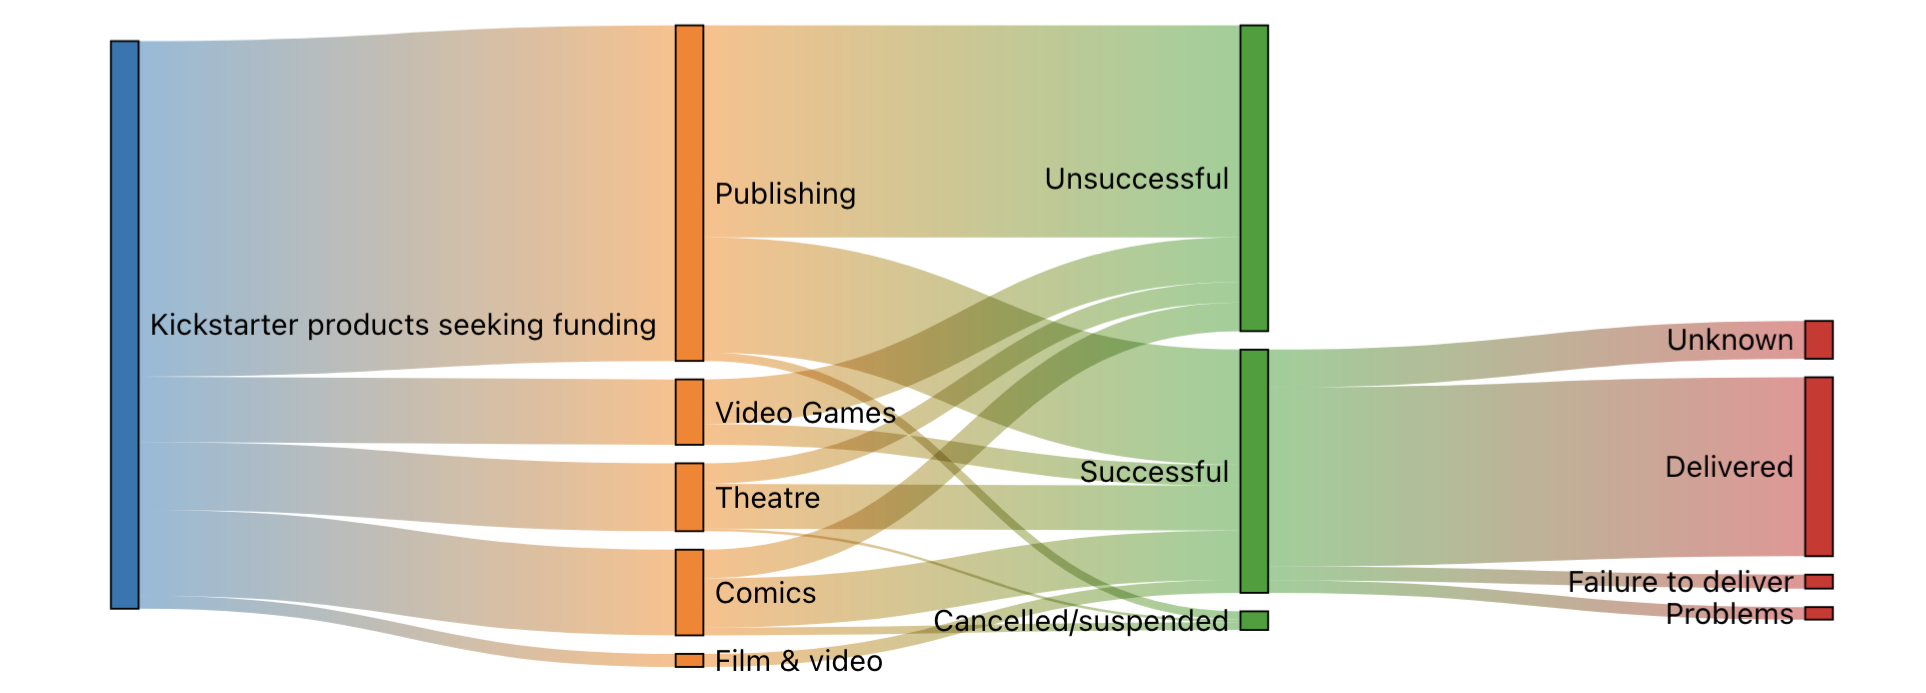 Kickstarter products seeking funding
Publishing
Video Games
Theatre
Comics
Film & video
Unsuccessful
Successful
Cancelled/suspended
Unknown
Delivered
Failure to deliver
Problems